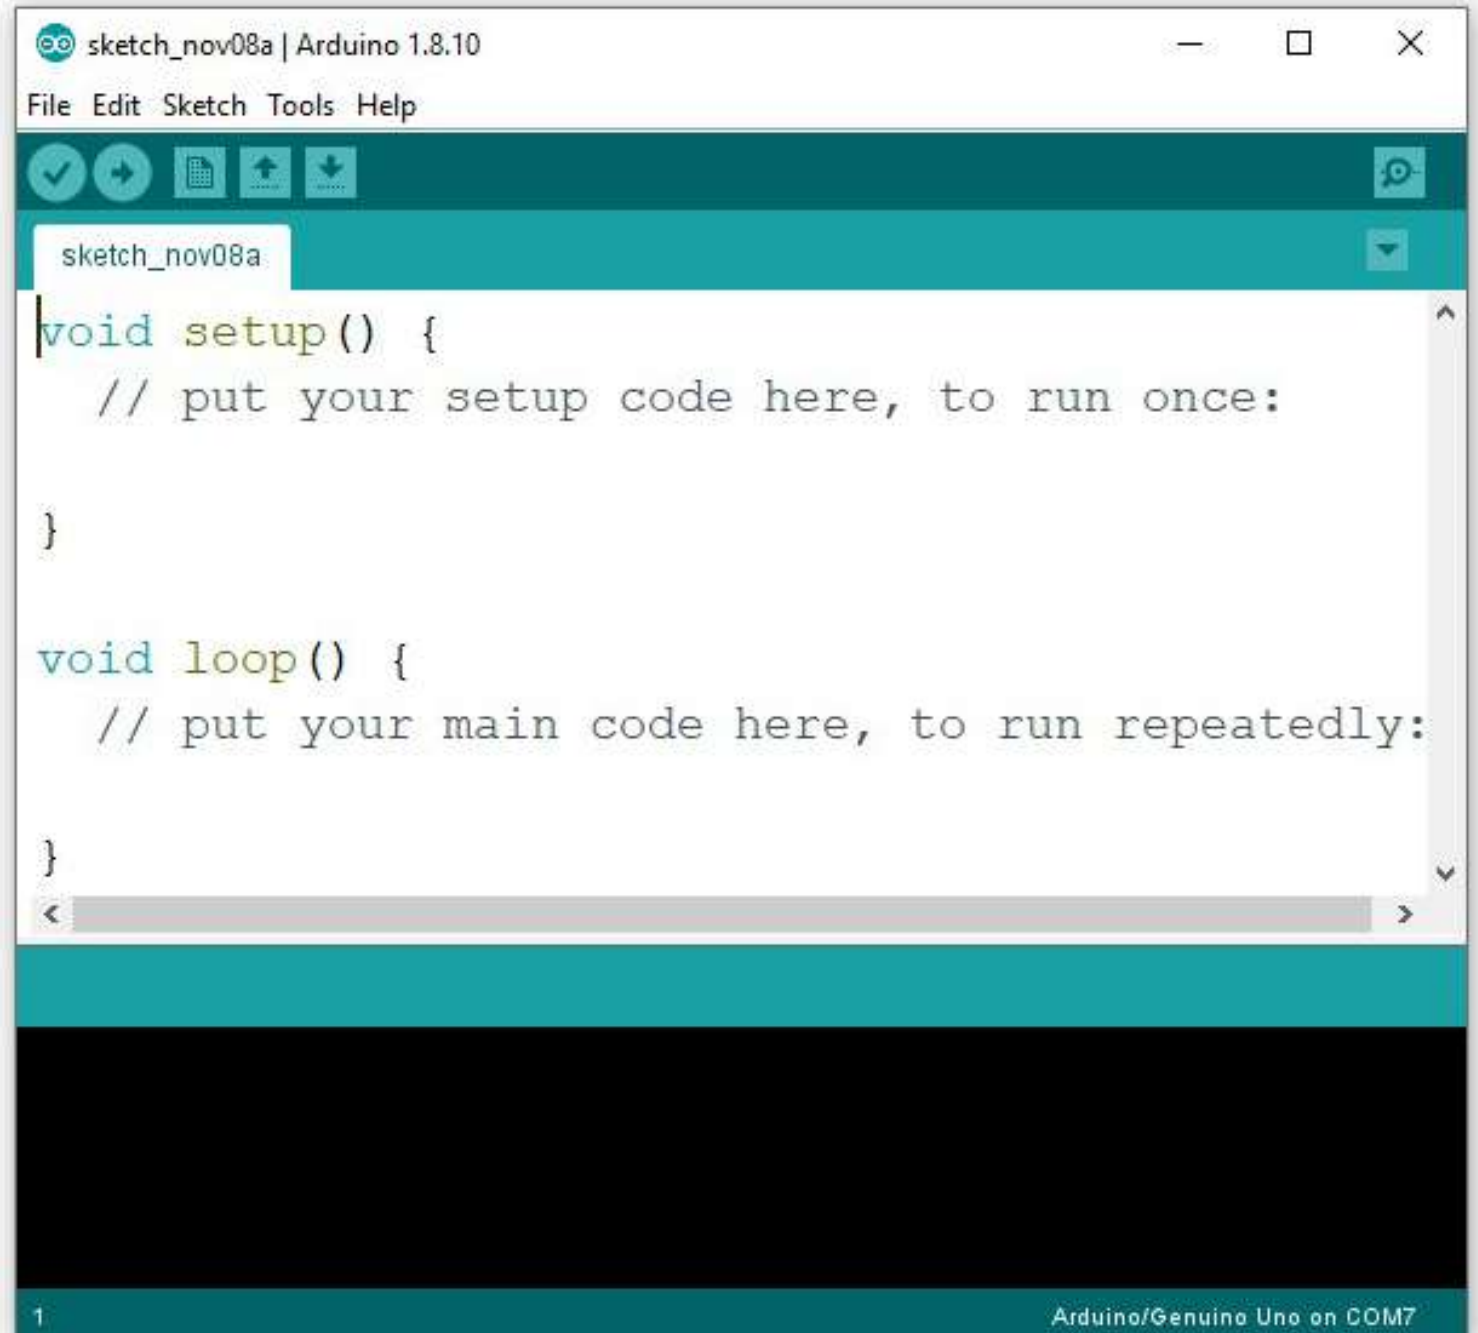 sketch_nov08a | Arduino 1.8.10
File Edit Sketch Tools Help
sketch_nov08a
void setup() {
  // put your setup code here, to run once:
}
void loop() {
  // put your main code here, to run repeatedly:
}
1
Arduino/Genuino Uno on COM7